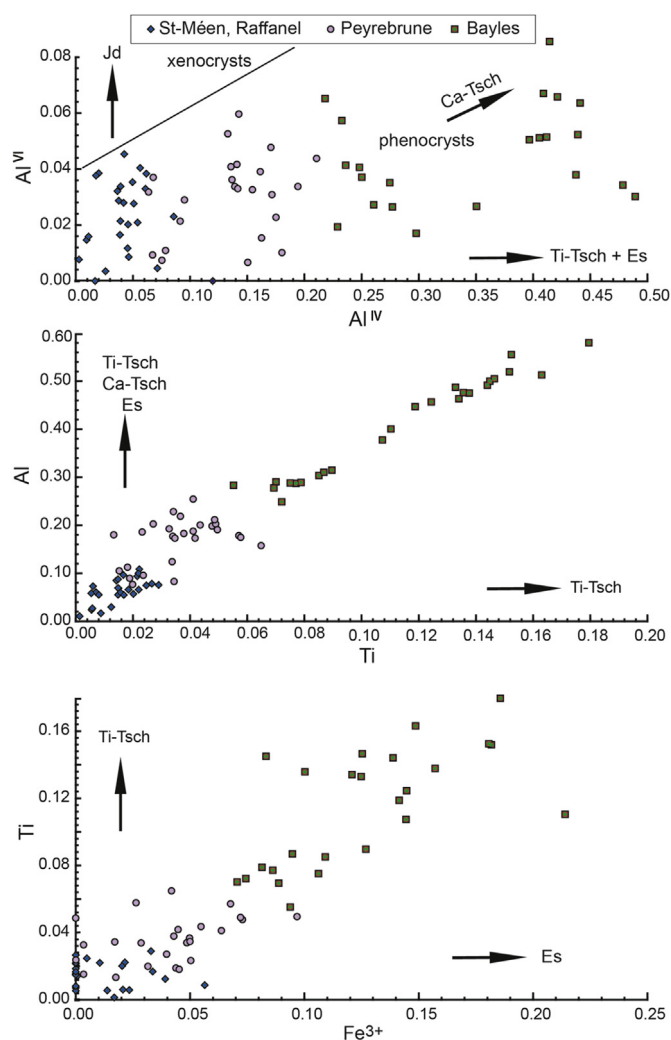 St-Méen, Raffanel Peyrebrune Bayles
Jd
xenocrysts
Ca-Tsch
phenocrysts
Ti-Tsch + Es
Al VI
0.08
0.06
0.04
0.02
0.00
0.00 0.05 0.10 0.15 0.20 0.25 0.30 0.35 0.40 0.45 0.50
Al IV
0.60
0.50
0.40
0.30
0.20
0.10
0.00
Al
Ti-Tsch
Ca-Tsch
Es
Ti-Tsch
0.00 0.02 0.04 0.06 0.08 0.10 0.12 0.14 0.16 0.18 0.20
Ti
0.16
0.12
0.08
0.04
0.00
Ti
Ti-Tsch
Es
0.00 0.05 0.10 0.15 0.20 0.25
Fe3+